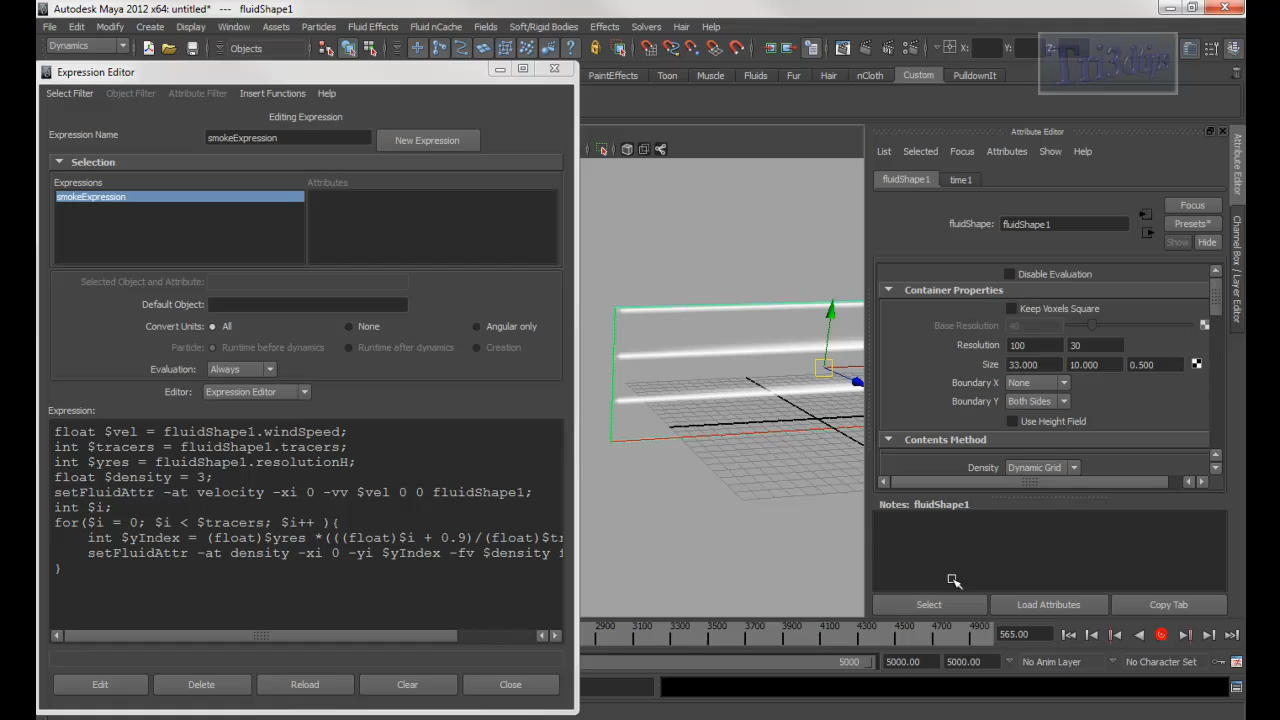 Autodesk Maya 2012 x64: untitled* --- fluidShape1
File Edit Modify Create Display Window Assets Particles Fluid Effects Fluid nCache Fields Soft/Rigid Bodies Effects Solvers Hair Help
Dynamics Objects X: Y: Z:
Tri3dtips
Expression Editor
PaintEffects Toon Muscle Fluids Fur Hair nCloth Custom PulldownIt
Select Filter Object Filter Attribute Filter Insert Functions Help
Editing Expression
Expression Name smokeExpression New Expression
Selection
Expressions Attributes
smokeExpression
Selected Object and Attribute:
Default Object:
Convert Units: All None Angular only
Particle: Runtime before dynamics Runtime after dynamics Creation
Evaluation: Always
Editor: Expression Editor
Expression:
float $vel = fluidShape1.windSpeed;
int $tracers = fluidShape1.tracers;
int $yres = fluidShape1.resolutionH;
float $density = 3;
setFluidAttr -at velocity -xi 0 -vv $vel 0 0 fluidShape1;
int $i;
for($i = 0; $i < $tracers; $i++ ){
int $yIndex = (float)$yres *(((float)$i + 0.9)/(float)$tr
setFluidAttr -at density -xi 0 -yi $yIndex -fv $density f
}
Edit Delete Reload Clear Close
Attribute Editor
List Selected Focus Attributes Show Help
fluidShape1 time1
Focus
fluidShape: fluidShape1 Presets*
Show Hide
Disable Evaluation
Container Properties
Keep Voxels Square
Base Resolution 40
Resolution 100 30
Size 33.000 10.000 0.500
Boundary X None
Boundary Y Both Sides
Use Height Field
Contents Method
Density Dynamic Grid
Notes: fluidShape1
Select Load Attributes Copy Tab
Attribute Editor
Channel Box / Layer Editor
2900 3200 3500 3800 4100 4300 4500 4700 4900 565.00
5000 5000.00 5000.00 No Anim Layer No Character Set